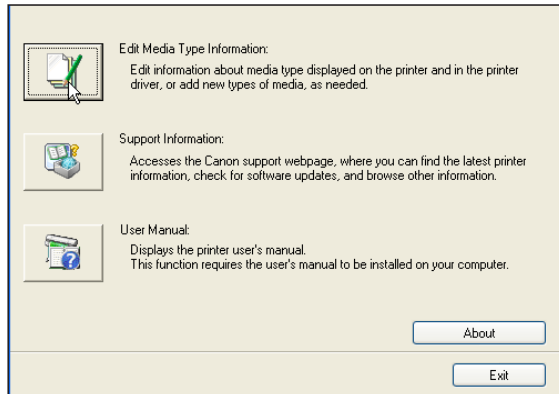 Edit Media Type Information:
Edit information about media type displayed on the printer and in the printer
driver, or add new types of media, as needed.
Support Information:
Accesses the Canon support webpage, where you can find the latest printer
information, check for software updates, and browse other information.
User Manual:
Displays the printer user's manual.
This function requires the user's manual to be installed on your computer.
About
Exit